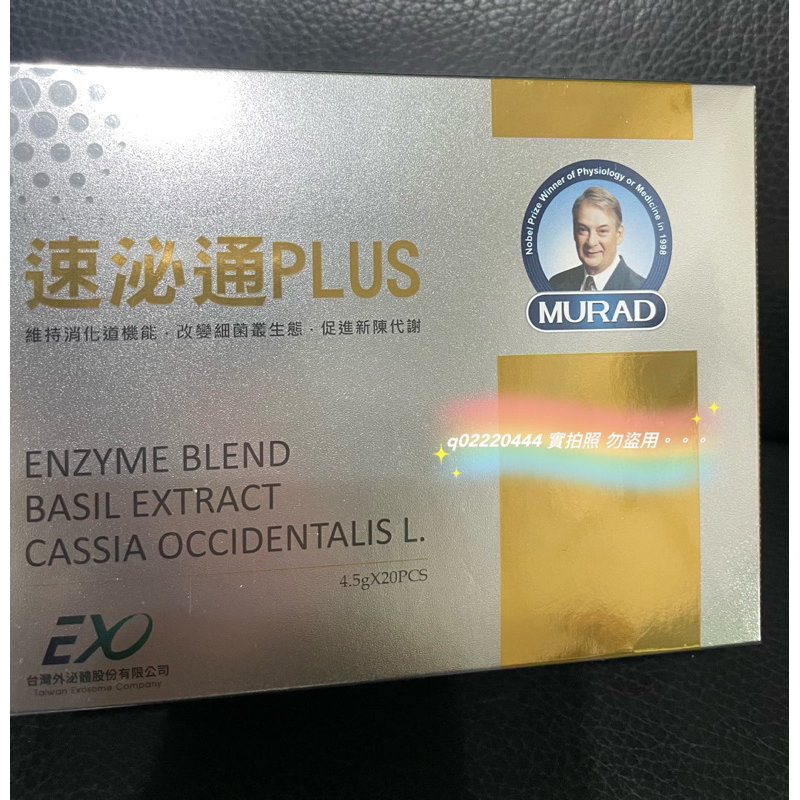 速泌通PLUS
維持消化道機能．改變細菌叢生態．促進新陳代謝
Nobel Prize Winner of Physiology or Medicine in 1998
MURAD
q02220444 實拍照 勿盜用。。。
ENZYME BLEND
BASIL EXTRACT
CASSIA OCCIDENTALIS L.
4.5gX20PCS
EXO
台灣外泌體股份有限公司
Taiwan Exosome Company